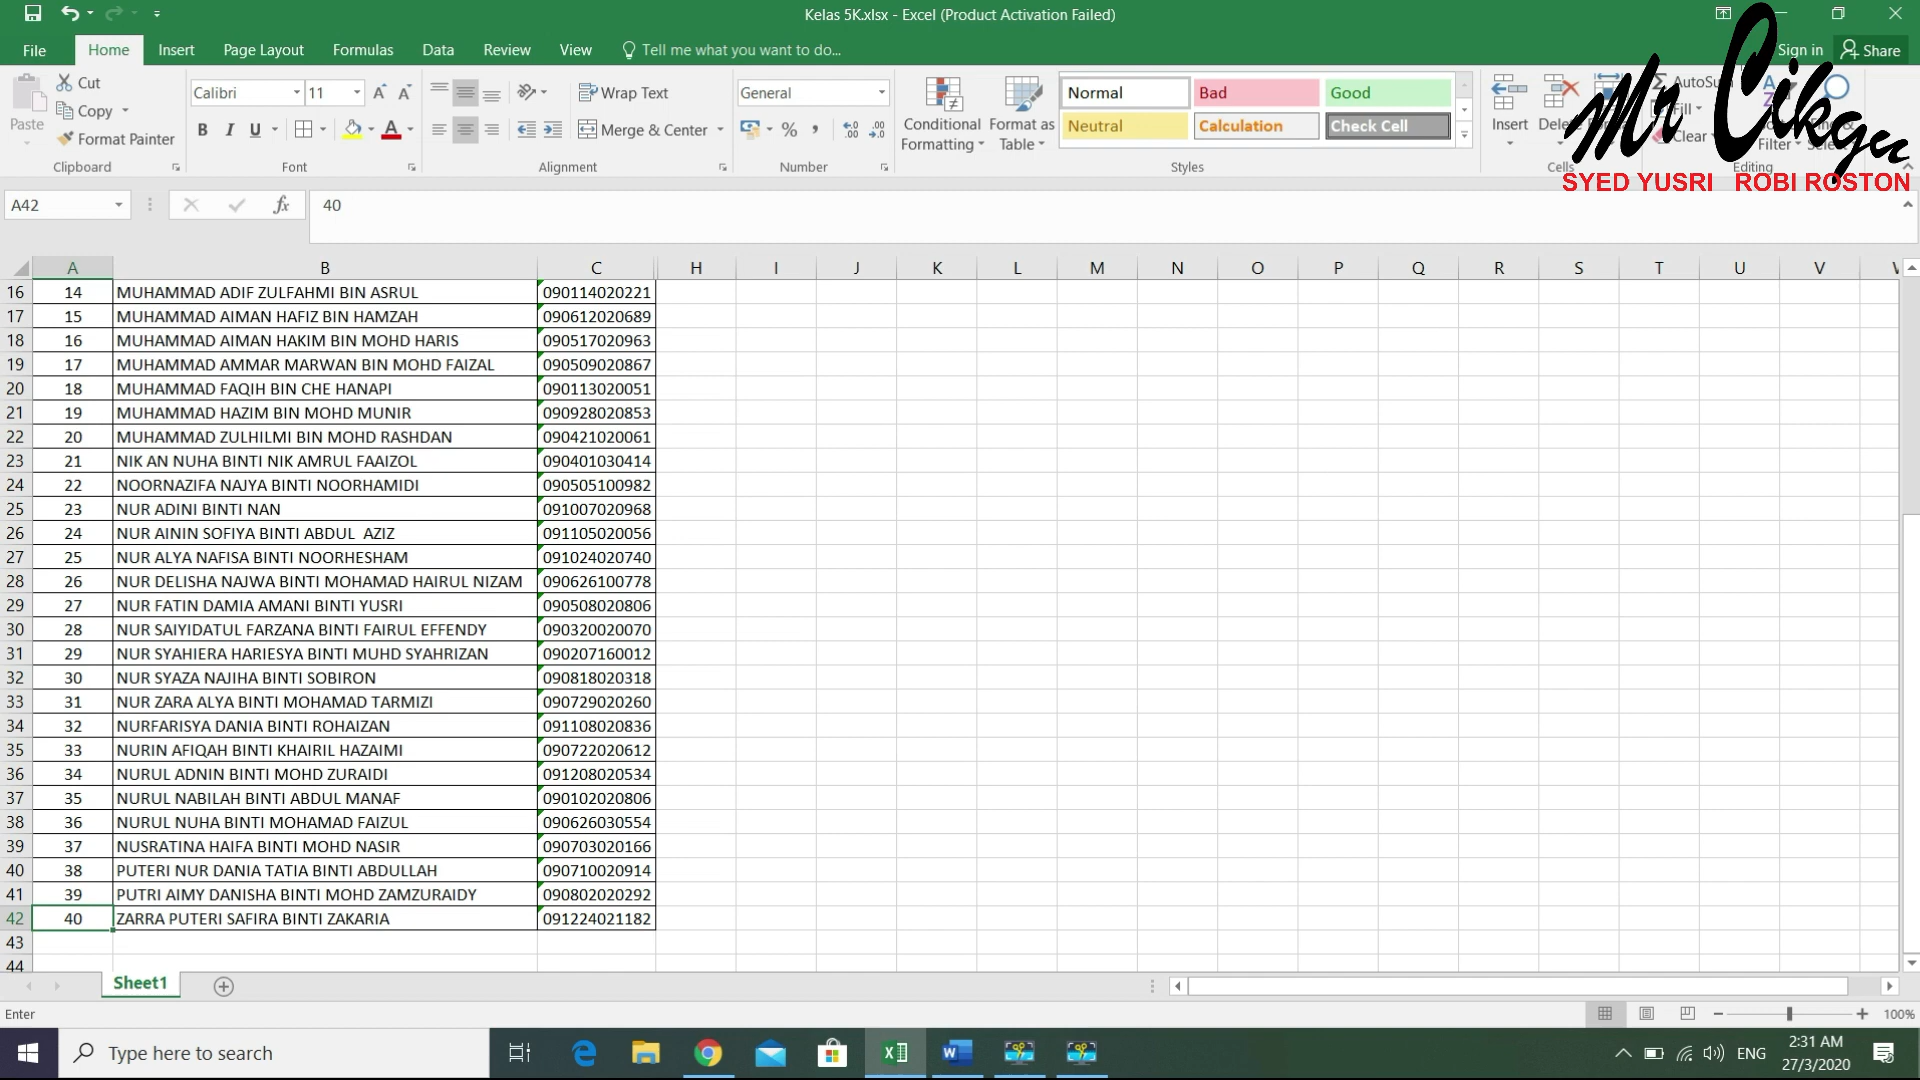 Kelas 5K.xlsx - Excel (Product Activation Failed)
File Home Insert Page Layout Formulas Data Review View Tell me what you want to do... Sign in Share
Mr Cikgu
SYED YUSRI ROBI ROSTON
Paste Cut
Copy
Format Painter
Clipboard
Calibri 11
B I U
Font
Wrap Text
Merge & Center
Alignment
General
%
Number
Conditional Formatting
Format as Table
Normal Bad Good
Neutral Calculation Check Cell
Styles
Insert Delete
Cells
AutoSum
Fill
Clear
Filter
Editing
A42 fx 40
A B C H I J K L M N O P Q R S T U V
16 14 MUHAMMAD ADIF ZULFAHMI BIN ASRUL 090114020221
17 15 MUHAMMAD AIMAN HAFIZ BIN HAMZAH 090612020689
18 16 MUHAMMAD AIMAN HAKIM BIN MOHD HARIS 090517020963
19 17 MUHAMMAD AMMAR MARWAN BIN MOHD FAIZAL 090509020867
20 18 MUHAMMAD FAQIH BIN CHE HANAPI 090113020051
21 19 MUHAMMAD HAZIM BIN MOHD MUNIR 090928020853
22 20 MUHAMMAD ZULHILMI BIN MOHD RASHDAN 090421020061
23 21 NIK AN NUHA BINTI NIK AMRUL FAAIZOL 090401030414
24 22 NOORNAZIFA NAJYA BINTI NOORHAMIDI 090505100982
25 23 NUR ADINI BINTI NAN 091007020968
26 24 NUR AININ SOFIYA BINTI ABDUL  AZIZ 091105020056
27 25 NUR ALYA NAFISA BINTI NOORHESHAM 091024020740
28 26 NUR DELISHA NAJWA BINTI MOHAMAD HAIRUL NIZAM 090626100778
29 27 NUR FATIN DAMIA AMANI BINTI YUSRI 090508020806
30 28 NUR SAIYIDATUL FARZANA BINTI FAIRUL EFFENDY 090320020070
31 29 NUR SYAHIERA HARIESYA BINTI MUHD SYAHRIZAN 090207160012
32 30 NUR SYAZA NAJIHA BINTI SOBIRON 090818020318
33 31 NUR ZARA ALYA BINTI MOHAMAD TARMIZI 090729020260
34 32 NURFARISYA DANIA BINTI ROHAIZAN 091108020836
35 33 NURIN AFIQAH BINTI KHAIRIL HAZAIMI 090722020612
36 34 NURUL ADNIN BINTI MOHD ZURAIDI 091208020534
37 35 NURUL NABILAH BINTI ABDUL MANAF 090102020806
38 36 NURUL NUHA BINTI MOHAMAD FAIZUL 090626030554
39 37 NUSRATINA HAIFA BINTI MOHD NASIR 090703020166
40 38 PUTERI NUR DANIA TATIA BINTI ABDULLAH 090710020914
41 39 PUTRI AIMY DANISHA BINTI MOHD ZAMZURAIDY 090802020292
42 40 ZARRA PUTERI SAFIRA BINTI ZAKARIA 091224021182
43
44
Sheet1
Enter 100%
Type here to search ENG 2:31 AM
27/3/2020